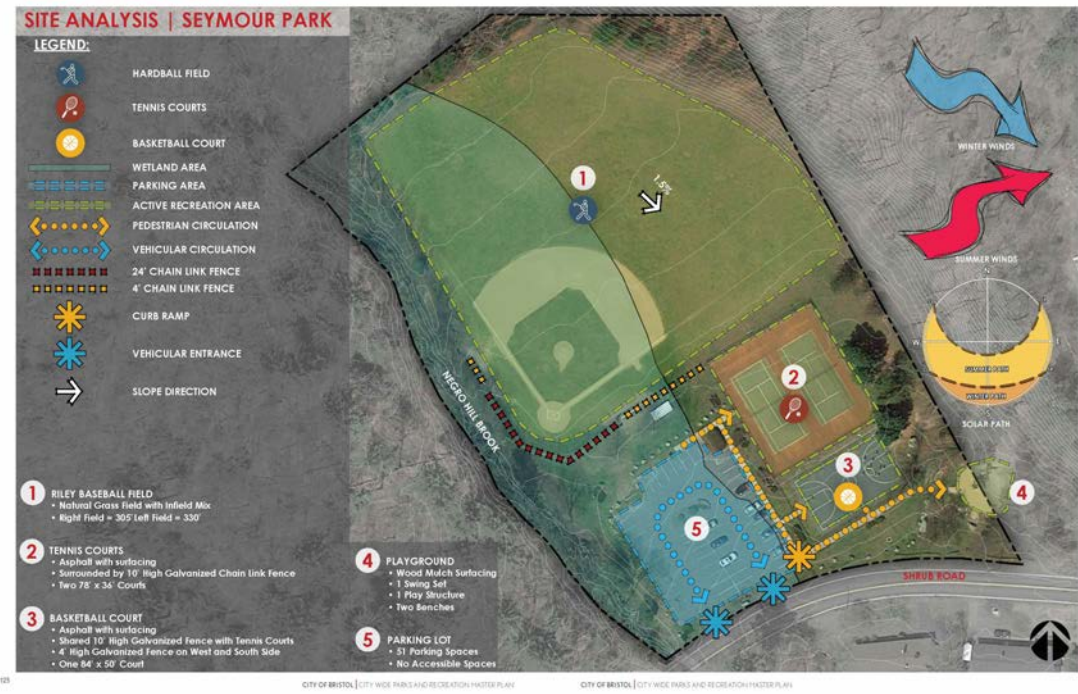 SITE ANALYSIS | SEYMOUR PARK
LEGEND:
HARDBALL FIELD
TENNIS COURTS
BASKETBALL COURT
WETLAND AREA
PARKING AREA
ACTIVE RECREATION AREA
PEDESTRIAN CIRCULATION
VEHICULAR CIRCULATION
24' CHAIN LINK FENCE
4' CHAIN LINK FENCE
CURB RAMP
VEHICULAR ENTRANCE
SLOPE DIRECTION
1 RILEY BASEBALL FIELD
• Natural Grass Field with Infield Mix
• Right Field = 305' Left Field = 330'
2 TENNIS COURTS
• Asphalt with surfacing
• Surrounded by 10' High Galvanized Chain Link Fence
• Two 78' x 36' Courts
3 BASKETBALL COURT
• Asphalt with surfacing
• Shared 10' High Galvanized Fence with Tennis Courts
• 4' High Galvanized Fence on West and South Side
• One 84' x 50' Court
4 PLAYGROUND
• Wood Mulch Surfacing
• 1 Swing Set
• 1 Play Structure
• Two Benches
5 PARKING LOT
• 51 Parking Spaces
• No Accessible Spaces
1
1.5%
2
3
4
5
NEGRO HILL BROOK
SHRUB ROAD
WINTER WINDS
SUMMER WINDS
N
W
E
SUMMER PATH
WINTER PATH
SOLAR PATH
125
CITY OF BRISTOL | CITY WIDE PARKS AND RECREATION MASTER PLAN
CITY OF BRISTOL | CITY WIDE PARKS AND RECREATION MASTER PLAN